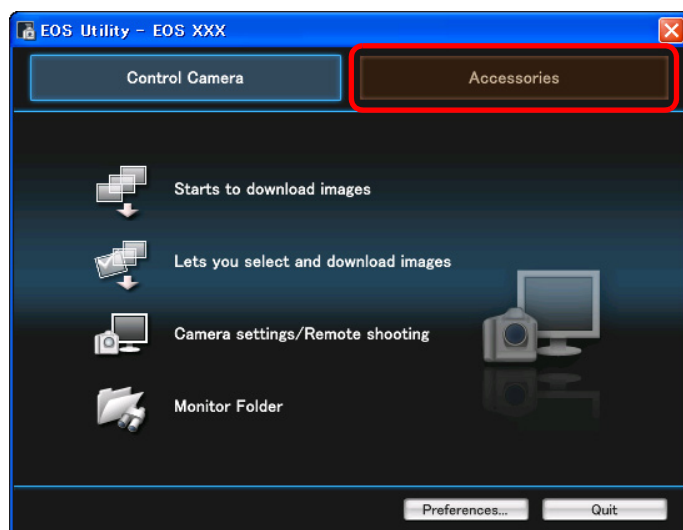 EOS Utility - EOS XXX
Control Camera
Accessories
Starts to download images
Lets you select and download images
Camera settings/Remote shooting
Monitor Folder
Preferences...
Quit